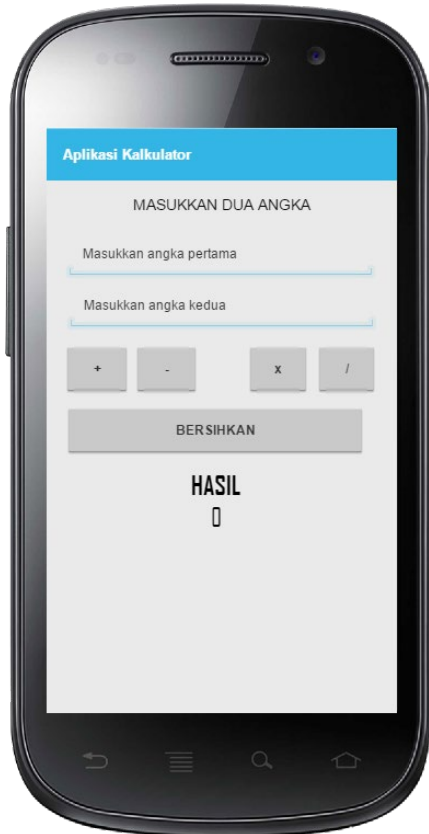 Aplikasi Kalkulator
MASUKKAN DUA ANGKA
Masukkan angka pertama
Masukkan angka kedua
+ - x /
BERSIHKAN
HASIL
0